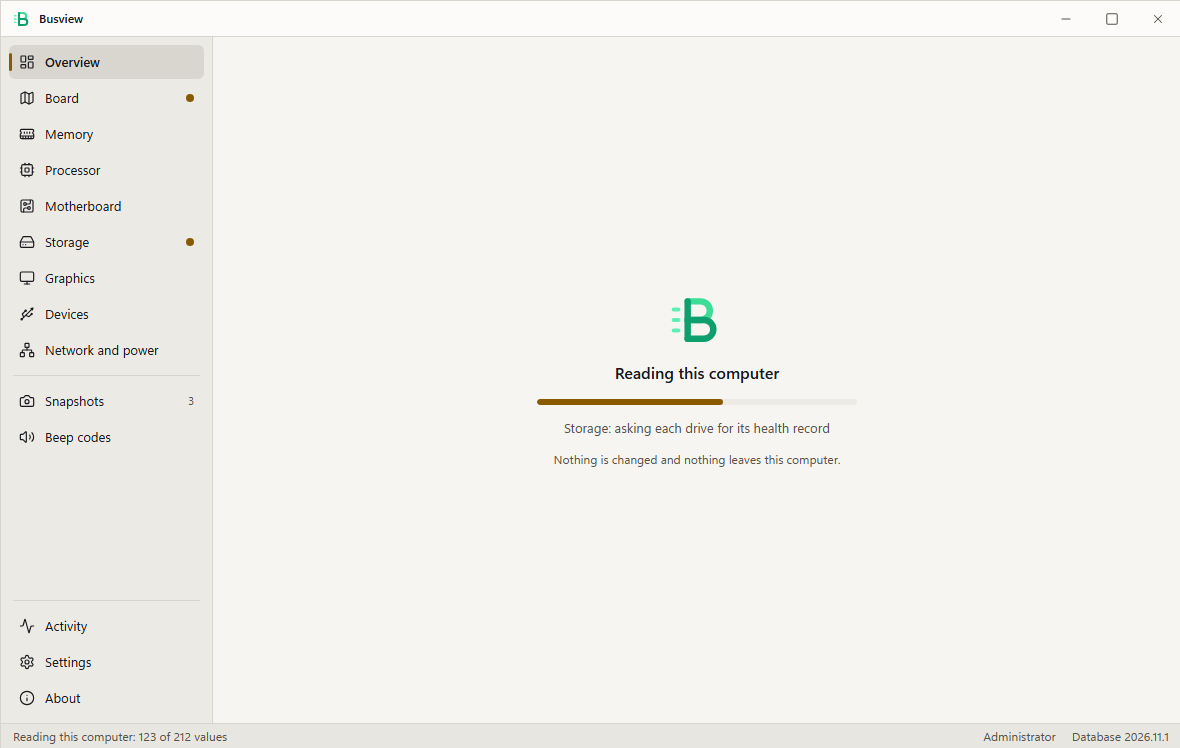 Busview
Overview
Board
Memory
Processor
Motherboard
Storage
Graphics
Devices
Network and power
Snapshots 3
Beep codes
Activity
Settings
About
Reading this computer
Storage: asking each drive for its health record
Nothing is changed and nothing leaves this computer.
Reading this computer: 123 of 212 values
Administrator
Database 2026.11.1